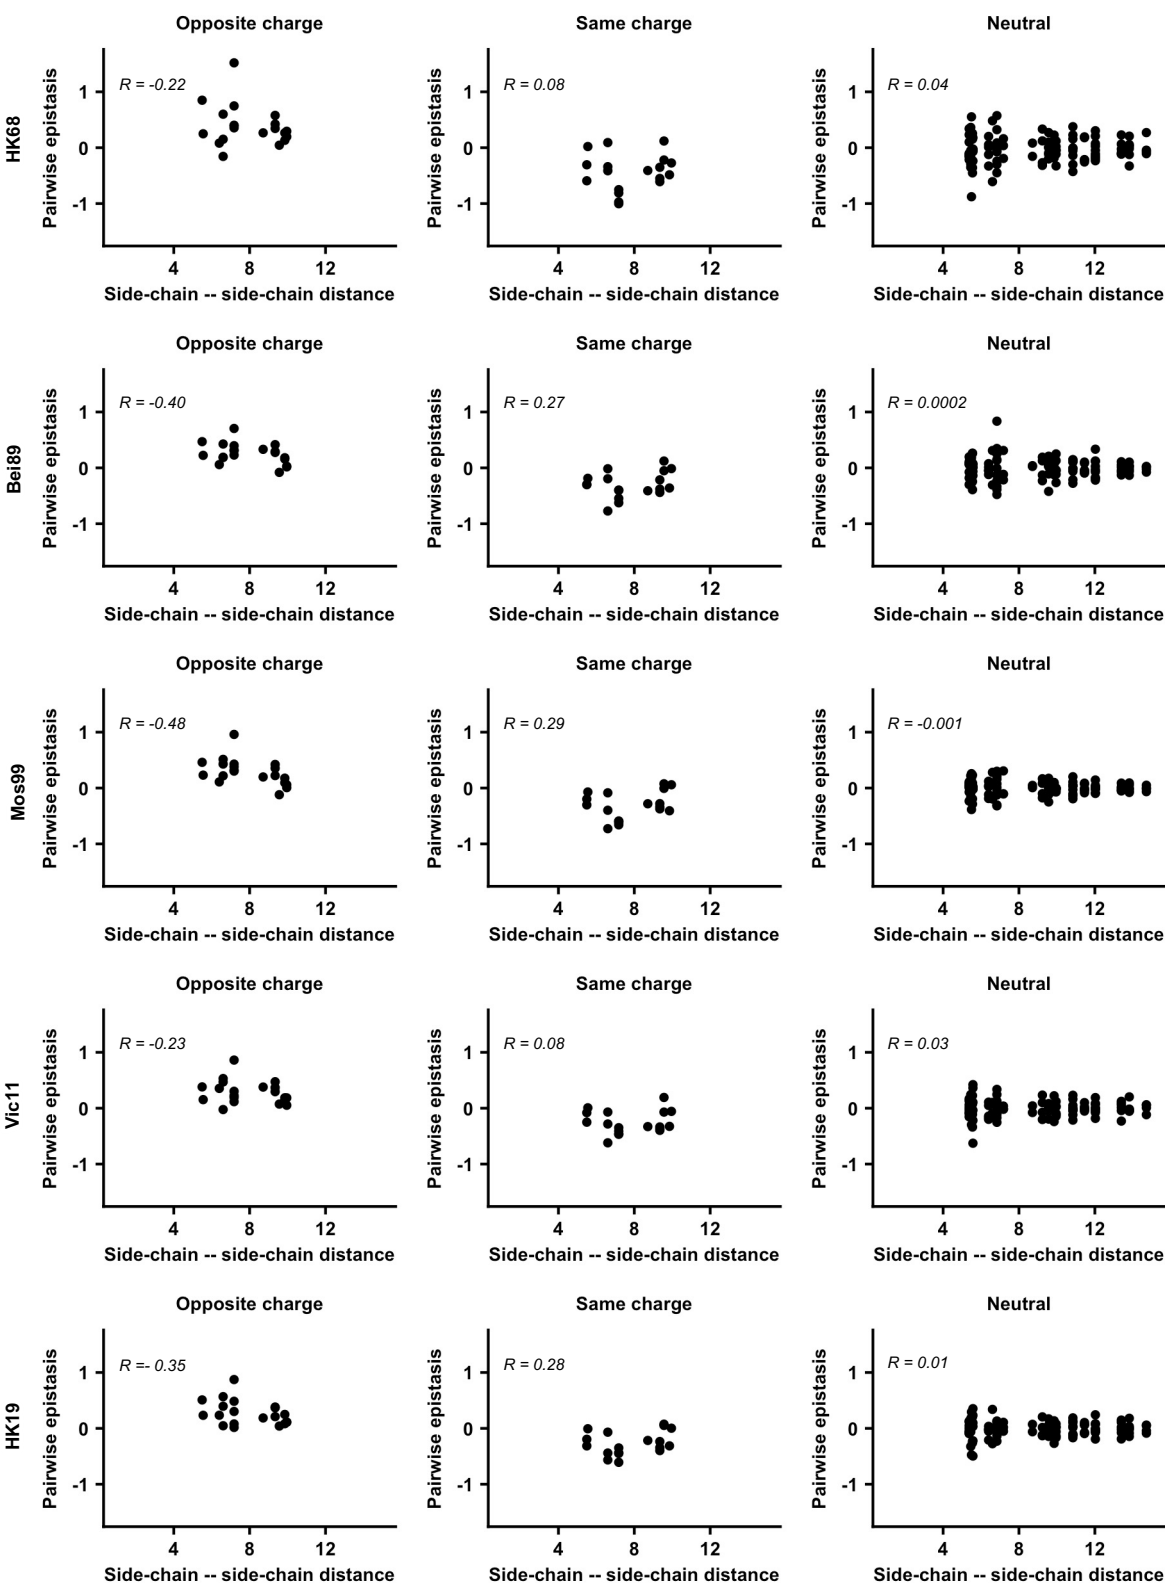 Opposite charge
Same charge
Neutral
HK68
Pairwise epistasis
1
0
-1
R = -0.22
4 8 12
Side-chain -- side-chain distance
Pairwise epistasis
1
0
-1
R = 0.08
4 8 12
Side-chain -- side-chain distance
Pairwise epistasis
1
0
-1
R = 0.04
4 8 12
Side-chain -- side-chain distance
Opposite charge
Same charge
Neutral
Bei89
Pairwise epistasis
1
0
-1
R = -0.40
4 8 12
Side-chain -- side-chain distance
Pairwise epistasis
1
0
-1
R = 0.27
4 8 12
Side-chain -- side-chain distance
Pairwise epistasis
1
0
-1
R = 0.0002
4 8 12
Side-chain -- side-chain distance
Opposite charge
Same charge
Neutral
Mos99
Pairwise epistasis
1
0
-1
R = -0.48
4 8 12
Side-chain -- side-chain distance
Pairwise epistasis
1
0
-1
R = 0.29
4 8 12
Side-chain -- side-chain distance
Pairwise epistasis
1
0
-1
R = -0.001
4 8 12
Side-chain -- side-chain distance
Opposite charge
Same charge
Neutral
Vic11
Pairwise epistasis
1
0
-1
R = -0.23
4 8 12
Side-chain -- side-chain distance
Pairwise epistasis
1
0
-1
R = 0.08
4 8 12
Side-chain -- side-chain distance
Pairwise epistasis
1
0
-1
R = 0.03
4 8 12
Side-chain -- side-chain distance
Opposite charge
Same charge
Neutral
HK19
Pairwise epistasis
1
0
-1
R =- 0.35
4 8 12
Side-chain -- side-chain distance
Pairwise epistasis
1
0
-1
R = 0.28
4 8 12
Side-chain -- side-chain distance
Pairwise epistasis
1
0
-1
R = 0.01
4 8 12
Side-chain -- side-chain distance